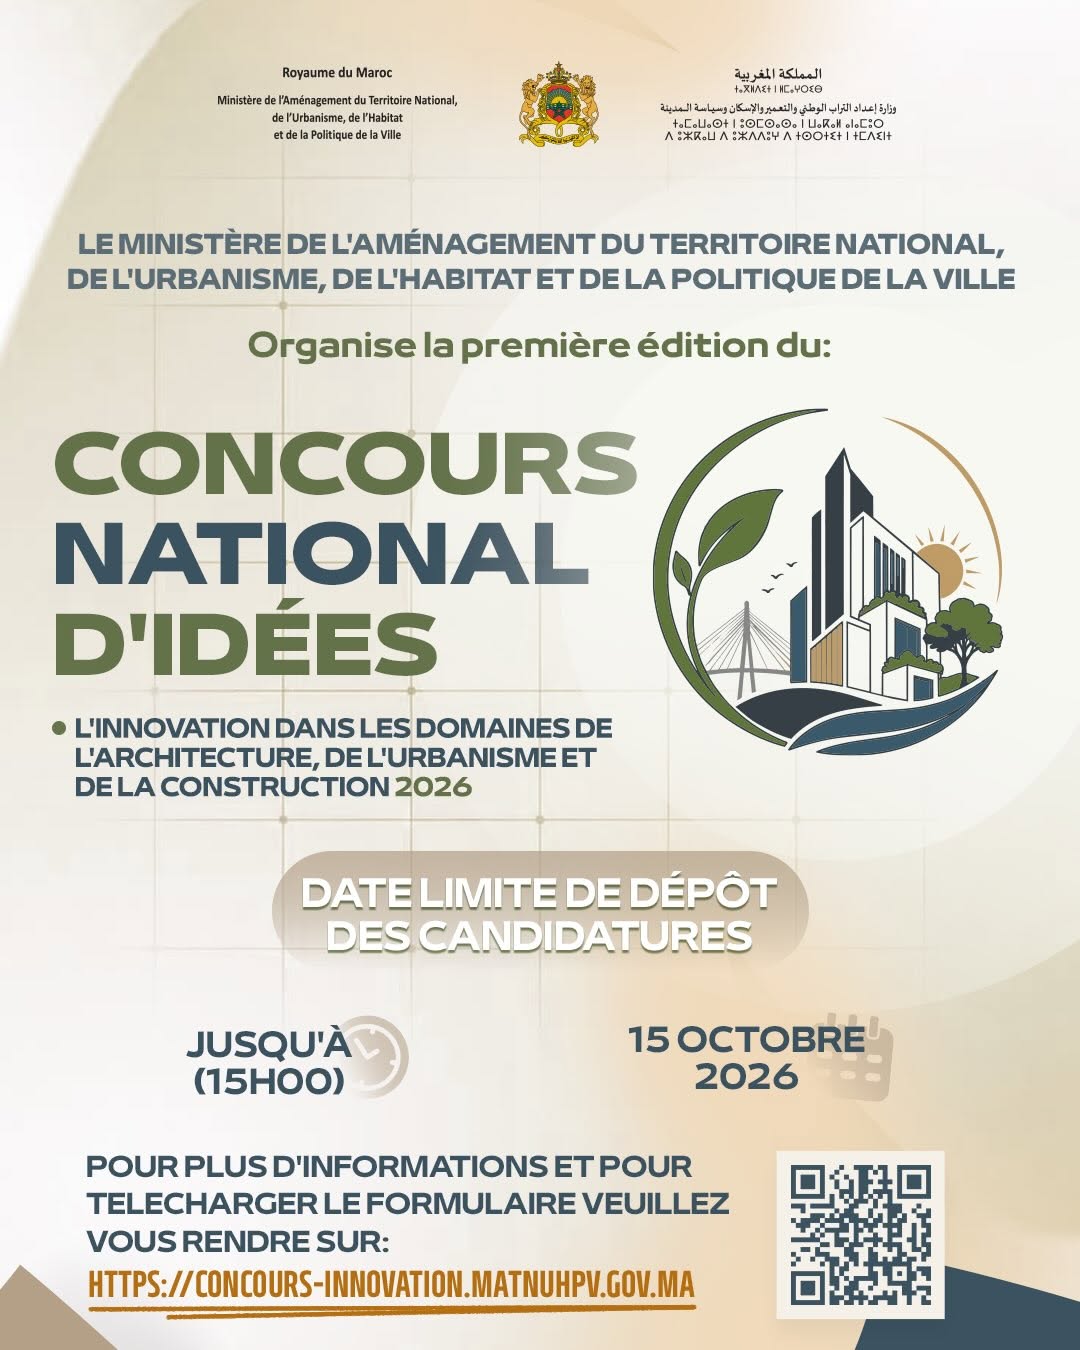 Royaume du Maroc
Ministère de l'Aménagement du Territoire National,
de l'Urbanisme, de l'Habitat
et de la Politique de la Ville
المملكة المغربية
ⵜⴰⴳⵍⴷⵉⵜ ⵏ ⵍⵎⵖⵔⵉⴱ
وزارة إعداد التراب الوطني والتعمير والإسكان وسياسة المدينة
LE MINISTÈRE DE L'AMÉNAGEMENT DU TERRITOIRE NATIONAL,
DE L'URBANISME, DE L'HABITAT ET DE LA POLITIQUE DE LA VILLE
Organise la première édition du:
CONCOURS
NATIONAL
D'IDÉES
• L'INNOVATION DANS LES DOMAINES DE
L'ARCHITECTURE, DE L'URBANISME ET
DE LA CONSTRUCTION 2026
DATE LIMITE DE DÉPÔT
DES CANDIDATURES
JUSQU'À
(15H00)
15 OCTOBRE
2026
POUR PLUS D'INFORMATIONS ET POUR
TELECHARGER LE FORMULAIRE VEUILLEZ
VOUS RENDRE SUR:
HTTPS://CONCOURS-INNOVATION.MATNUHPV.GOV.MA